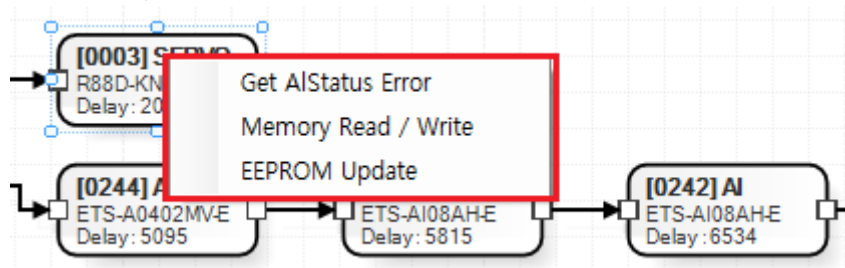 [0003] SERVO
R88D-KN
Delay: 20
Get AlStatus Error
Memory Read / Write
EEPROM Update
[0244] A
ETS-A0402MV-E
Delay: 5095
ETS-AI08AH-E
Delay: 5815
[0242] AI
ETS-AI08AH-E
Delay: 6534